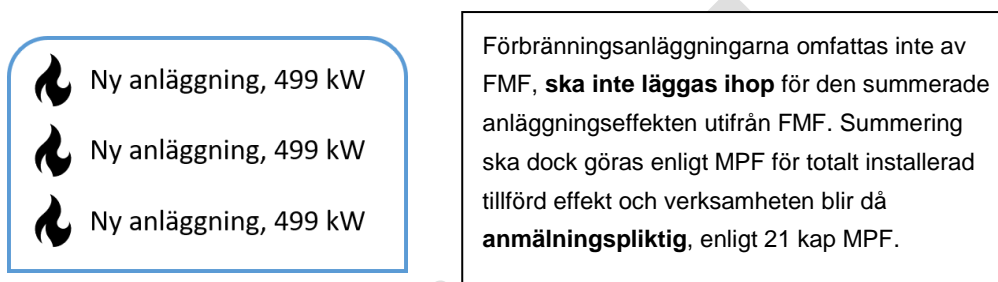 Ny anläggning, 499 kW
Ny anläggning, 499 kW
Ny anläggning, 499 kW
Förbränningsanläggningarna omfattas inte av
FMF, ska inte läggas ihop för den summerade
anläggningseffekten utifrån FMF. Summering
ska dock göras enligt MPF för totalt installerad
tillförd effekt och verksamheten blir då
anmälningspliktig, enligt 21 kap MPF.